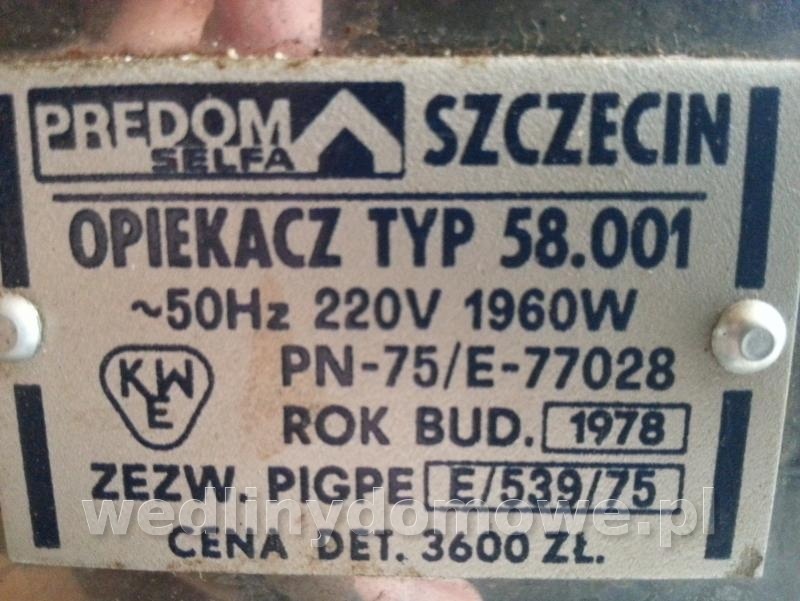 PREDOM SELFA SZCZECIN
OPIEKACZ TYP 58.001
~50Hz 220V 1960W
KWE PN-75/E-77028
ROK BUD. 1978
ZEZW. PIGPE E/539/75
wedlinydomowe.pl
CENA DET. 3600 ZŁ.